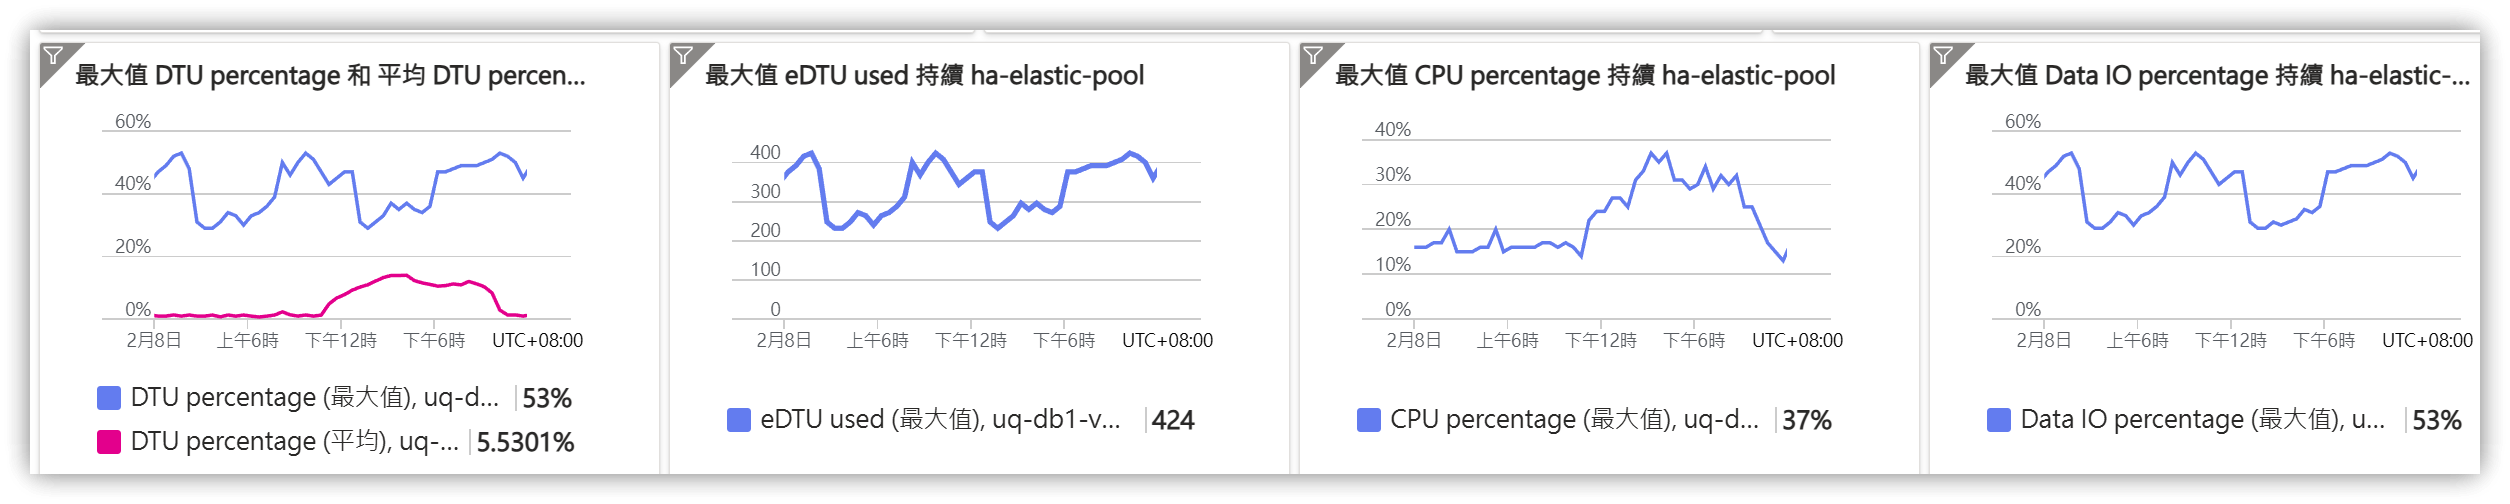 最大值 DTU percentage 和 平均 DTU percen...
60%
40%
20%
0%
2月8日 上午6時 下午12時 下午6時 UTC+08:00
DTU percentage (最大值), uq-d... 53%
DTU percentage (平均), uq-... 5.5301%
最大值 eDTU used 持續 ha-elastic-pool
400
300
200
100
0
2月8日 上午6時 下午12時 下午6時 UTC+08:00
eDTU used (最大值), uq-db1-v... 424
最大值 CPU percentage 持續 ha-elastic-pool
40%
30%
20%
10%
0%
2月8日 上午6時 下午12時 下午6時 UTC+08:00
CPU percentage (最大值), uq-d... 37%
最大值 Data IO percentage 持續 ha-elastic-...
60%
40%
20%
0%
2月8日 上午6時 下午12時 下午6時 UTC+08:00
Data IO percentage (最大值), u... 53%